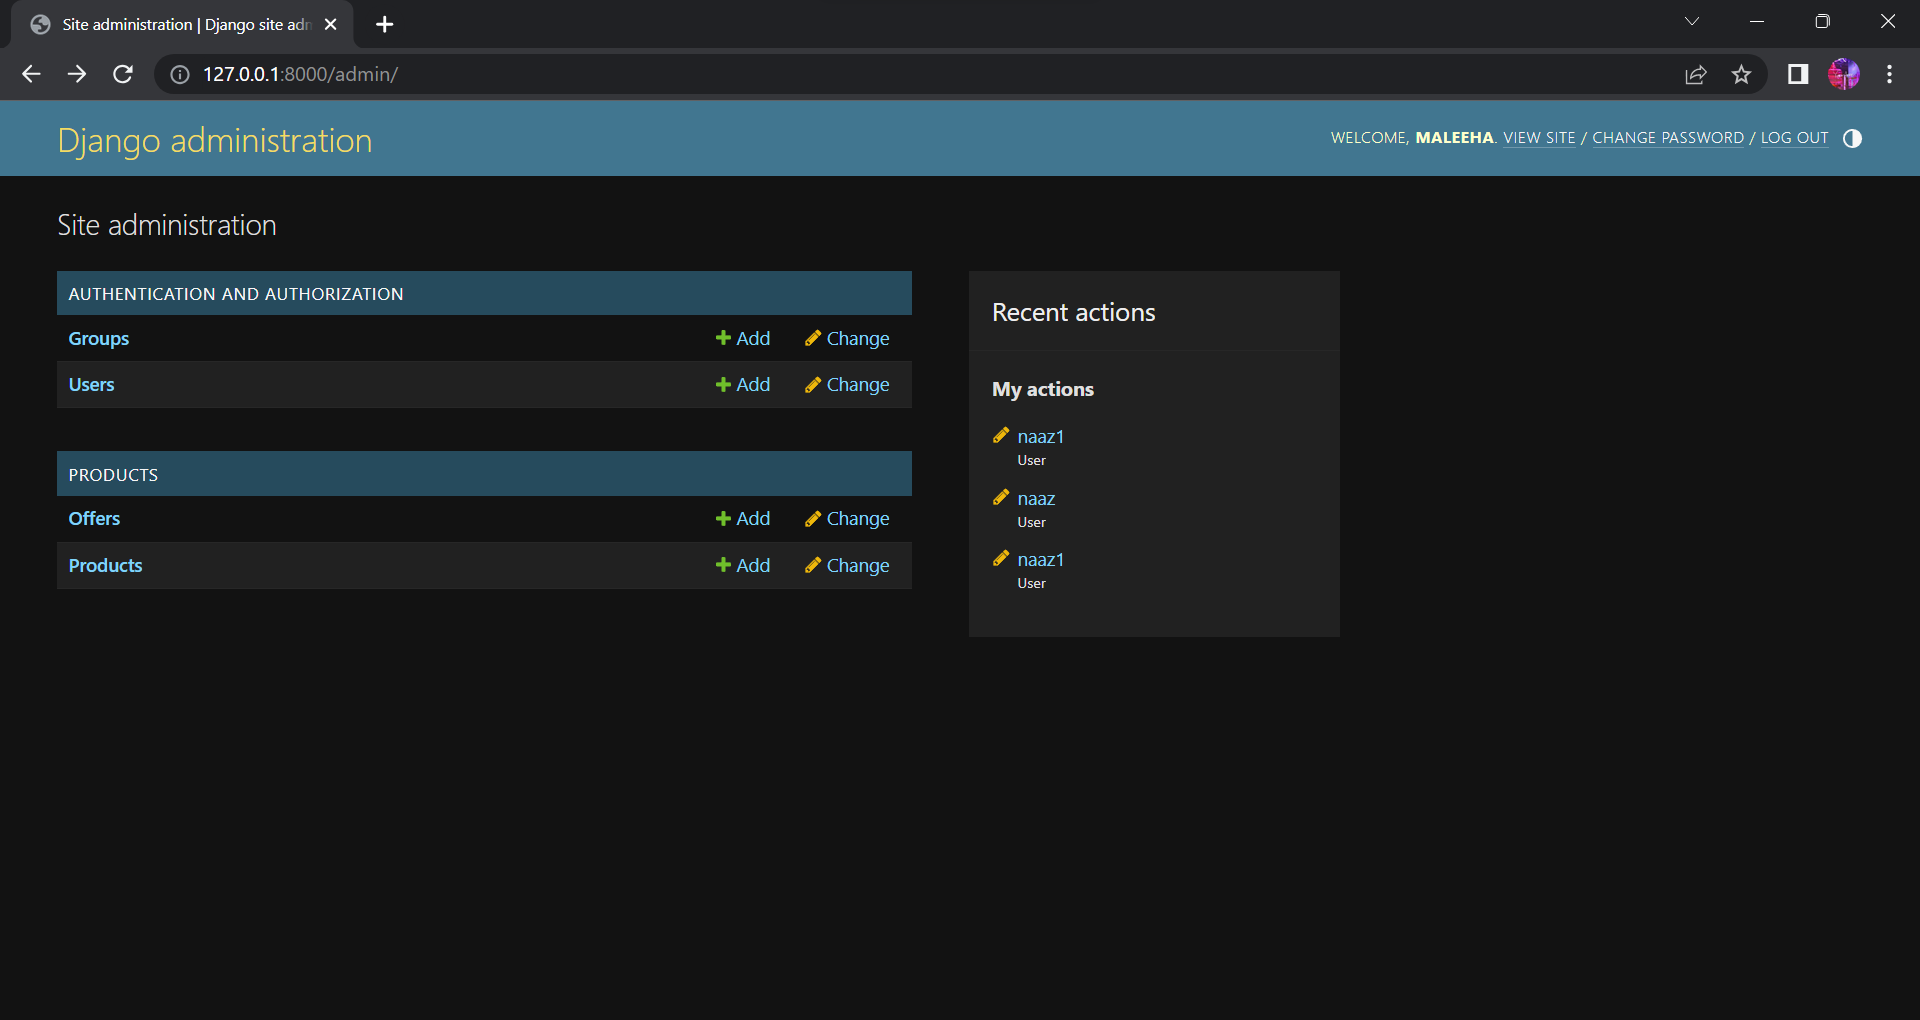 Site administration | Django site adm
127.0.0.1:8000/admin/
Django administration
WELCOME, MALEEHA. VIEW SITE / CHANGE PASSWORD / LOG OUT
Site administration
AUTHENTICATION AND AUTHORIZATION
Groups Add Change
Users Add Change
PRODUCTS
Offers Add Change
Products Add Change
Recent actions
My actions
naaz1
User
naaz
User
naaz1
User